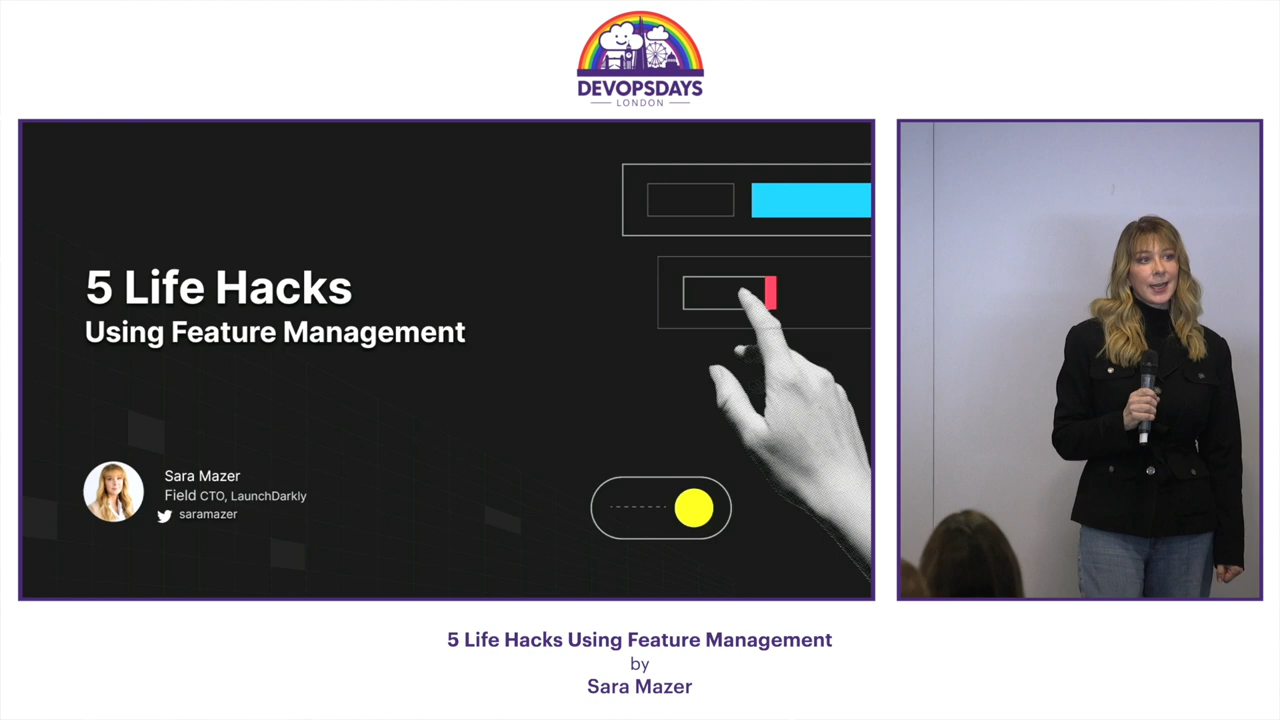 DEVOPSDAYS
LONDON
5 Life Hacks
Using Feature Management
Sara Mazer
Field CTO, LaunchDarkly
saramazer
5 Life Hacks Using Feature Management
by
Sara Mazer